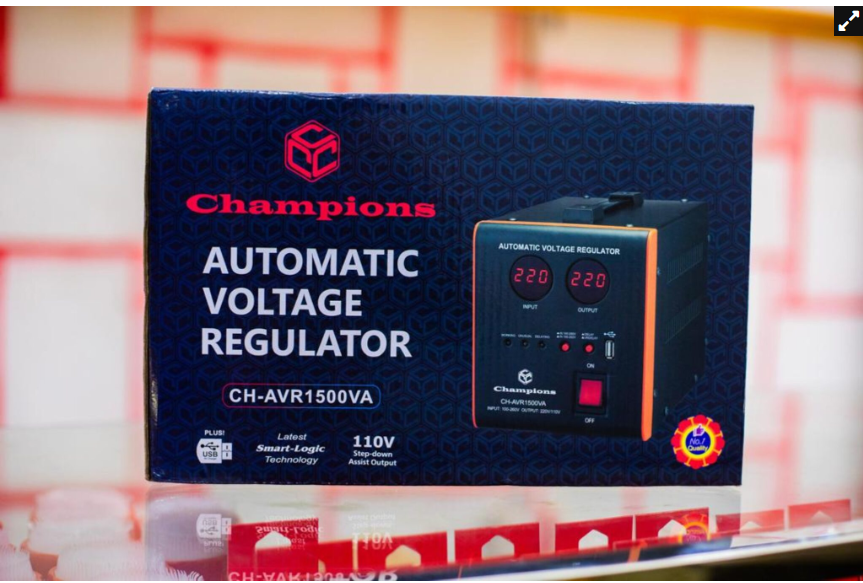 Champions
AUTOMATIC
VOLTAGE
REGULATOR
CH-AVR1500VA
PLUS!
USB
Latest
Smart-Logic
Technology
110V
Step-down
Assist Output
AUTOMATIC VOLTAGE REGULATOR
220
220
INPUT
OUTPUT
ON
Champions
CH-AVR1500VA
OFF
No.1
Quality